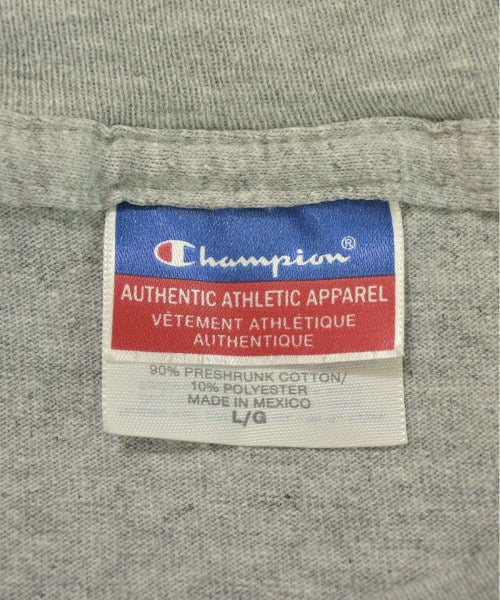 Champion®
AUTHENTIC ATHLETIC APPAREL
VÊTEMENT ATHLÉTIQUE
AUTHENTIQUE
90% PRESHRUNK COTTON/
10% POLYESTER
MADE IN MEXICO
L/G